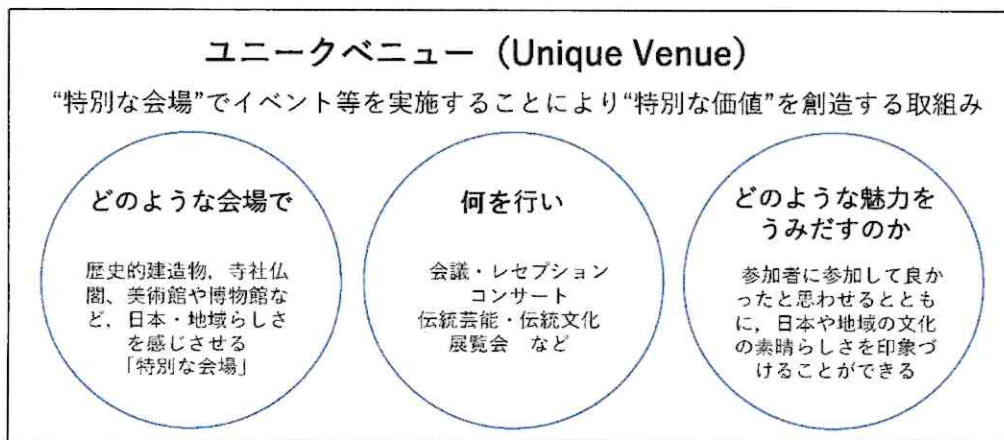 ユニークベニュー（Unique Venue）
“特別な会場”でイベント等を実施することにより“特別な価値”を創造する取組み
どのような会場で
歴史的建造物，寺社仏
閣、美術館や博物館な
ど，日本・地域らしさ
を感じさせる
「特別な会場」
何を行い
会議・レセプション
コンサート
伝統芸能・伝統文化
展覧会　など
どのような魅力を
うみだすのか
参加者に参加して良か
ったと思わせるととも
に，日本や地域の文化
の素晴らしさを印象づ
けることができる